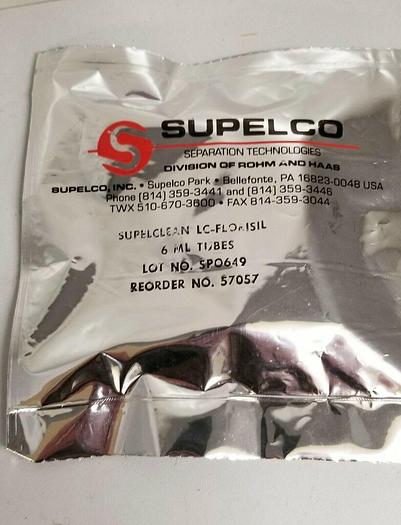 SUPELCO
SEPARATION TECHNOLOGIES
DIVISION OF ROHM AND HAAS
SUPELCO, INC. • Supelco Park • Bellefonte, PA 16823-0048 USA
Phone (814) 359-3441 and (814) 359-3446
TWX 510-670-3600 • FAX 814-359-3044
SUPELCLEAN LC-FLORISIL
6 ML TUBES
LOT NO. SP0649
REORDER NO. 57057